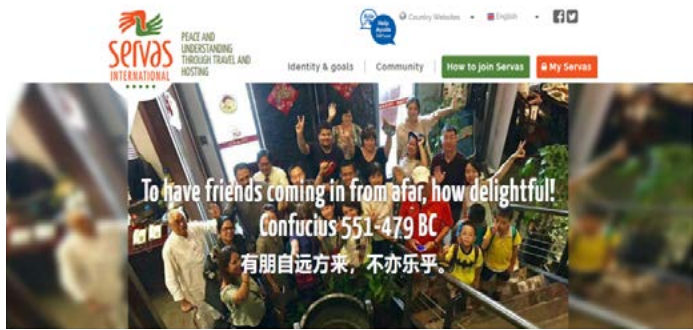 Servas
INTERNATIONAL
PEACE AND
UNDERSTANDING
THROUGH TRAVEL AND
HOSTING
Help
Ayuda
Country Websites
English
Identity & goals
Community
How to join Servas
My Servas
To have friends coming in from afar, how delightful!
Confucius 551-479 BC
有朋自远方来，不亦乐乎。